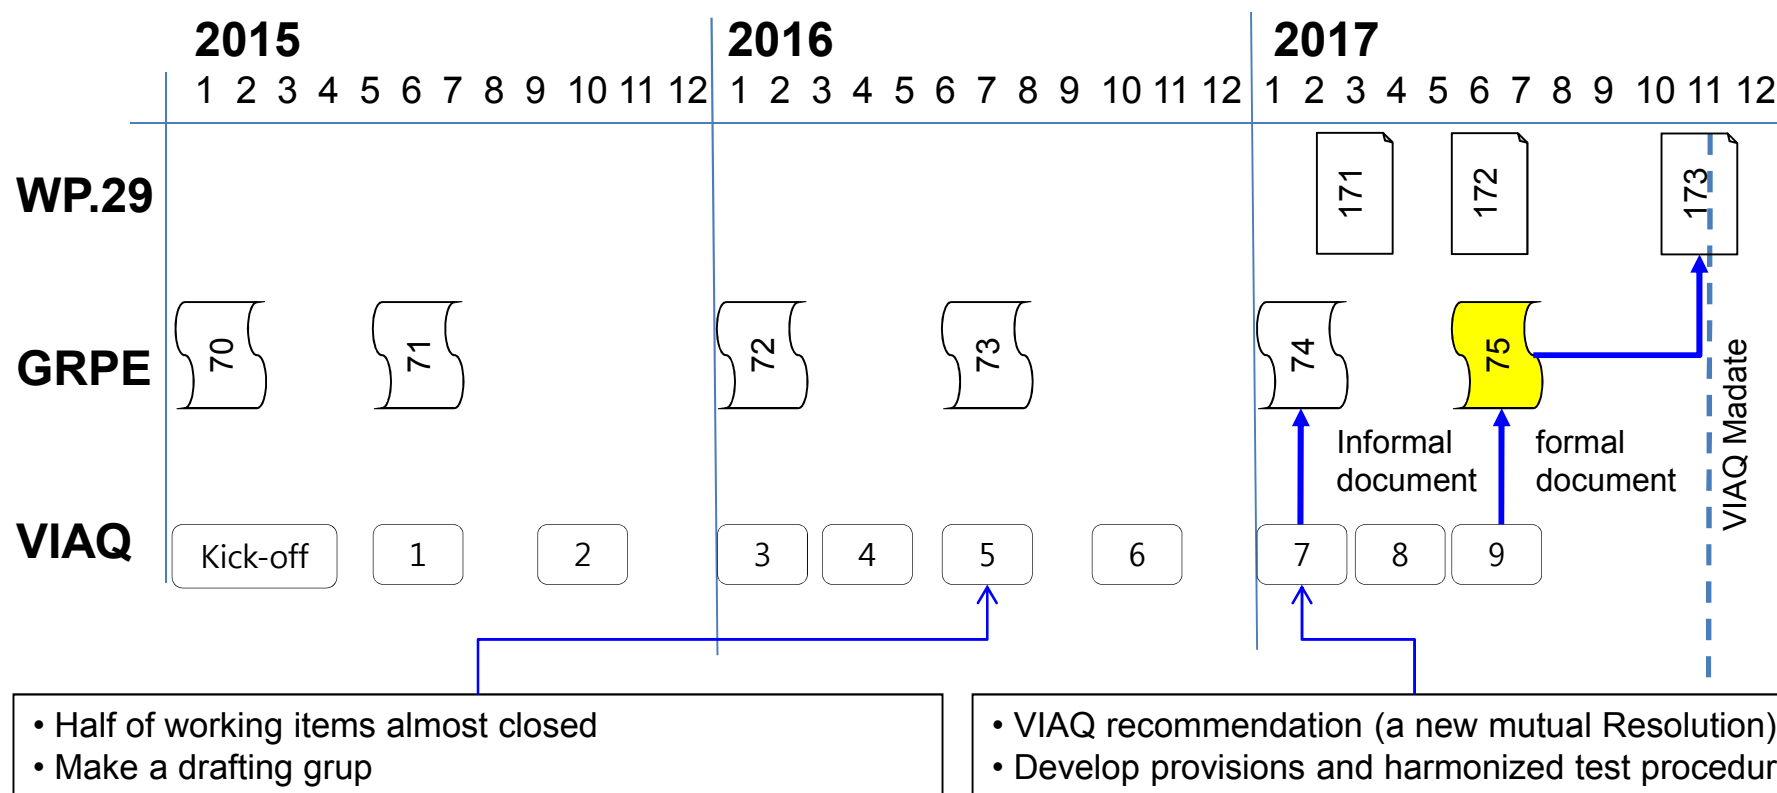 2015 2016 2017
1 2 3 4 5 6 7 8 9 10 11 12 1 2 3 4 5 6 7 8 9 10 11 12 1 2 3 4 5 6 7 8 9 10 11 12
WP.29 171 172 173
GRPE 70 71 72 73 74 75
Informal
document
formal
document
VIAQ Madate
VIAQ Kick-off 1 2 3 4 5 6 7 8 9
• Half of working items almost closed
• Make a drafting grup
• VIAQ recommendation (a new mutual Resolution)
• Develop provisions and harmonized test procedur